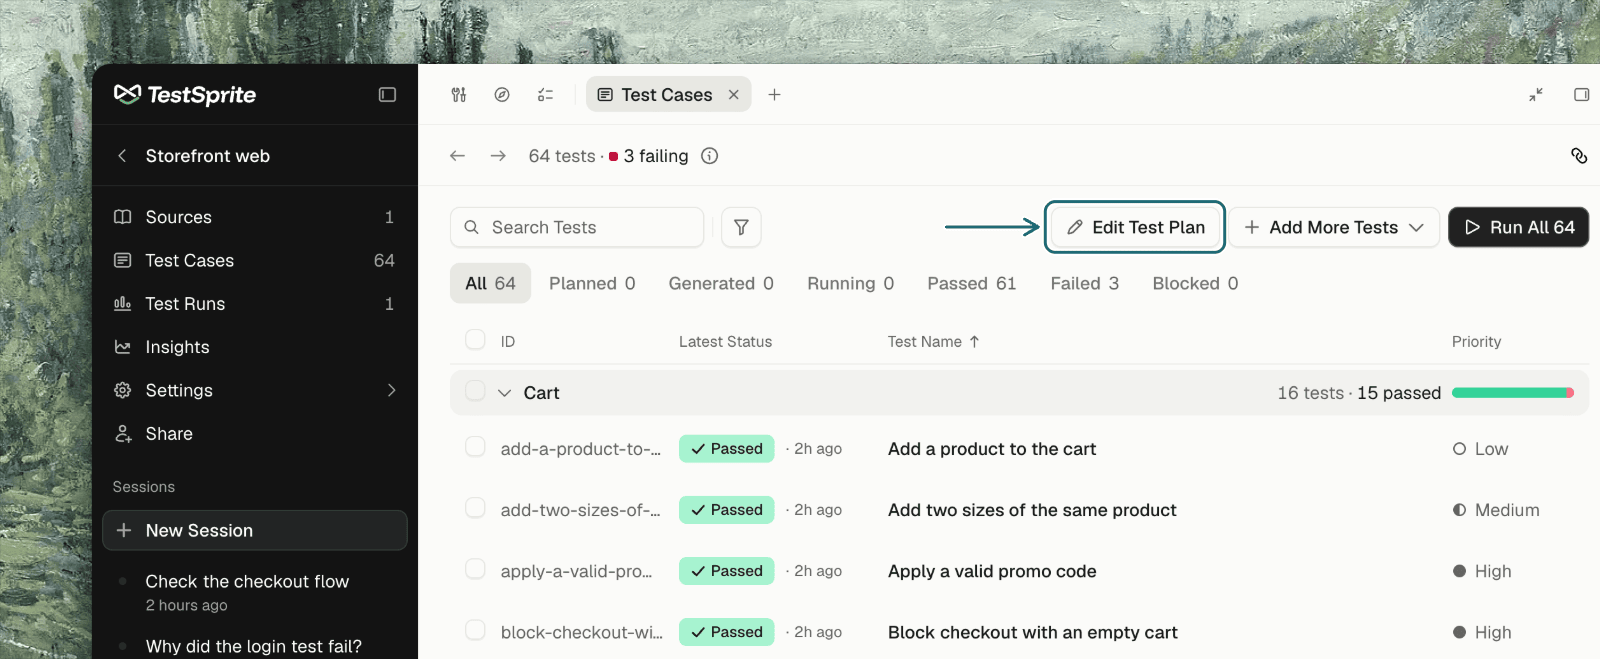 TestSprite
Storefront web
Sources 1
Test Cases 64
Test Runs 1
Insights
Settings
Share
Sessions
New Session
Check the checkout flow
2 hours ago
Why did the login test fail?
Test Cases
64 tests · 3 failing
Search Tests
Edit Test Plan
Add More Tests
Run All 64
All 64 Planned 0 Generated 0 Running 0 Passed 61 Failed 3 Blocked 0
ID Latest Status Test Name ↑ Priority
Cart 16 tests · 15 passed
add-a-product-to-... Passed · 2h ago Add a product to the cart Low
add-two-sizes-of-... Passed · 2h ago Add two sizes of the same product Medium
apply-a-valid-pro... Passed · 2h ago Apply a valid promo code High
block-checkout-wi... Passed · 2h ago Block checkout with an empty cart High